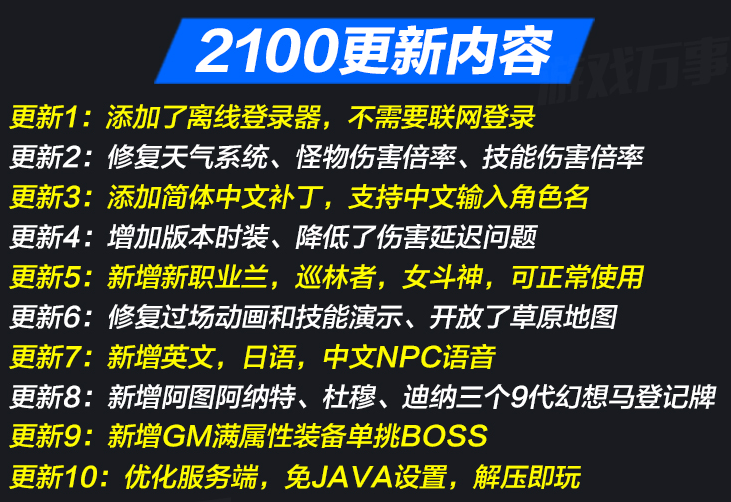 2100更新内容
游戏万事
更新1：添加了离线登录器，不需要联网登录
更新2：修复天气系统、怪物伤害倍率、技能伤害倍率
更新3：添加简体中文补丁，支持中文输入角色名
更新4：增加版本时装、降低了伤害延迟问题
更新5：新增新职业兰，巡林者，女斗神，可正常使用
更新6：修复过场动画和技能演示、开放了草原地图
更新7：新增英文，日语，中文NPC语音
更新8：新增阿图阿纳特、杜穆、迪纳三个9代幻想马登记牌
更新9：新增GM满属性装备单挑BOSS
更新10：优化服务端，免JAVA设置，解压即玩